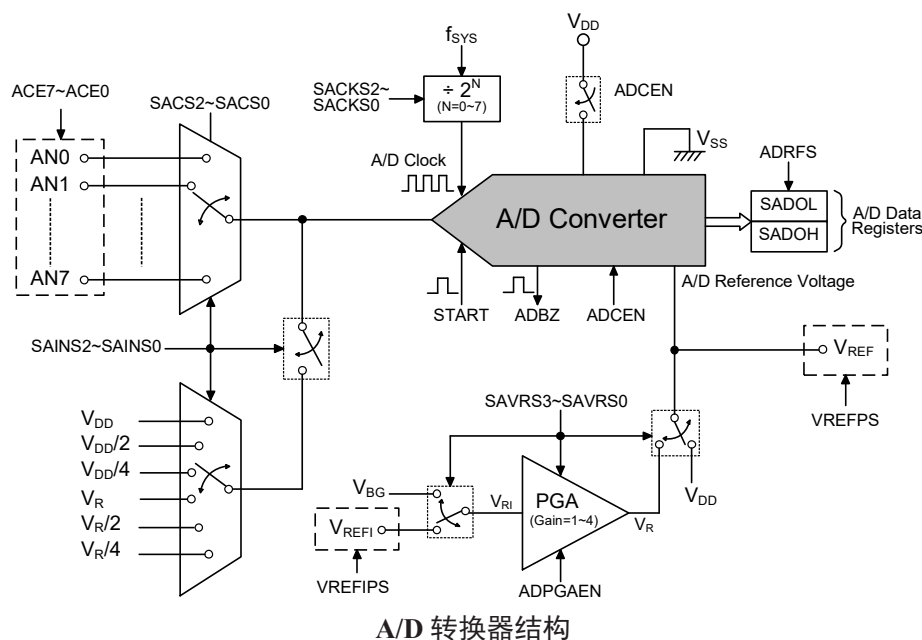 f_SYS
V_DD
ACE7~ACE0
SACS2~SACS0
SACKS2~
SACKS0
÷ 2^N
(N=0~7)
ADCEN
V_SS
AN0
AN1
AN7
A/D Clock
A/D Converter
ADRFS
SADOL
SADOH
A/D Data
Registers
START
ADBZ
ADCEN
A/D Reference Voltage
SAINS2~SAINS0
V_REF
VREFPS
V_DD
V_DD/2
V_DD/4
V_R
V_R/2
V_R/4
SAVRS3~SAVRS0
V_BG
V_REFI
VREFIPS
V_RI
PGA
(Gain=1~4)
V_R
V_DD
ADPGAEN
A/D 转换器结构